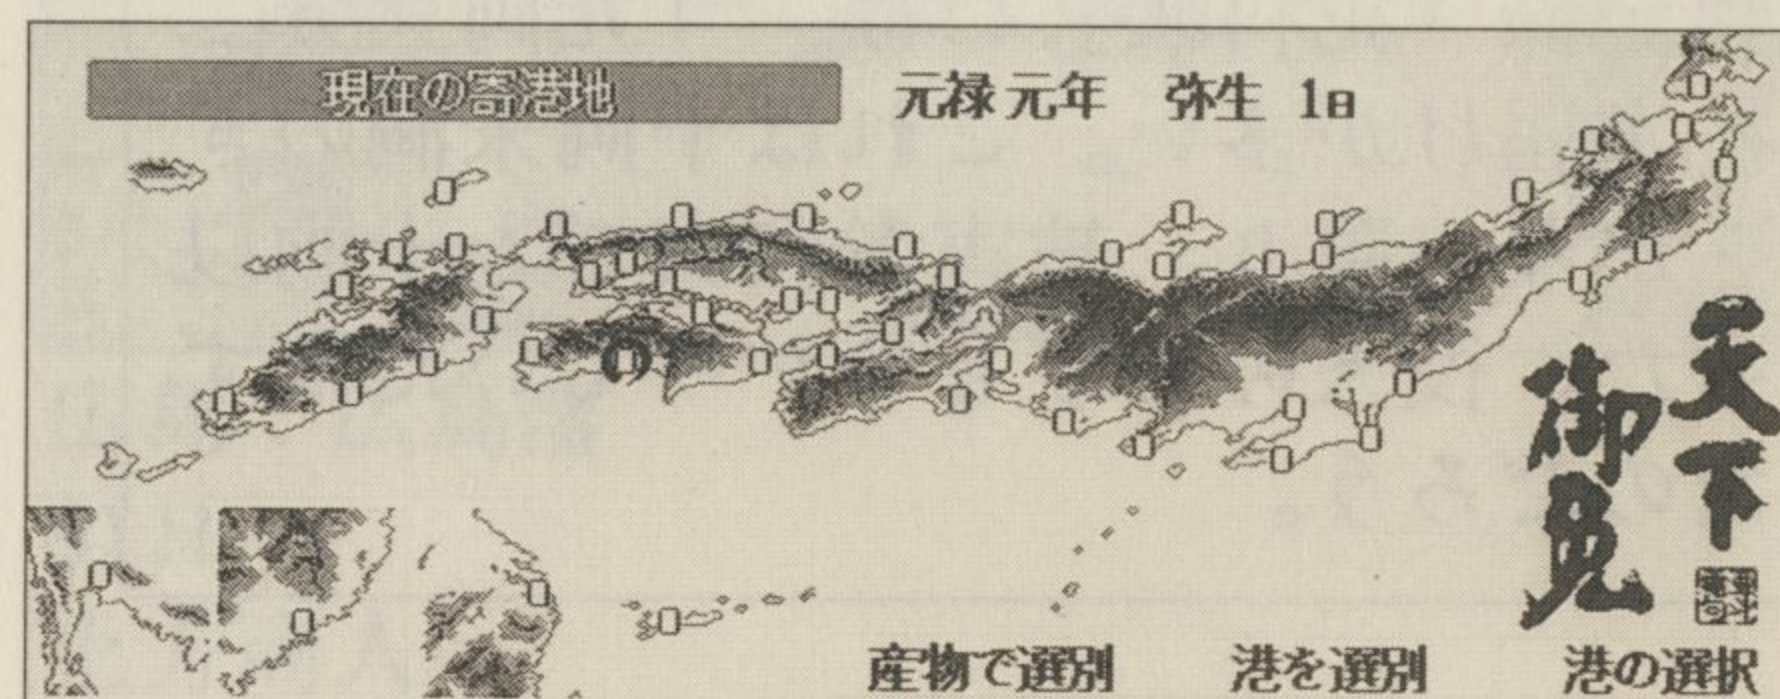 現在の寄港地
元禄元年 弥生 1日
天下
御免
産物で選別 港を選別 港の選択